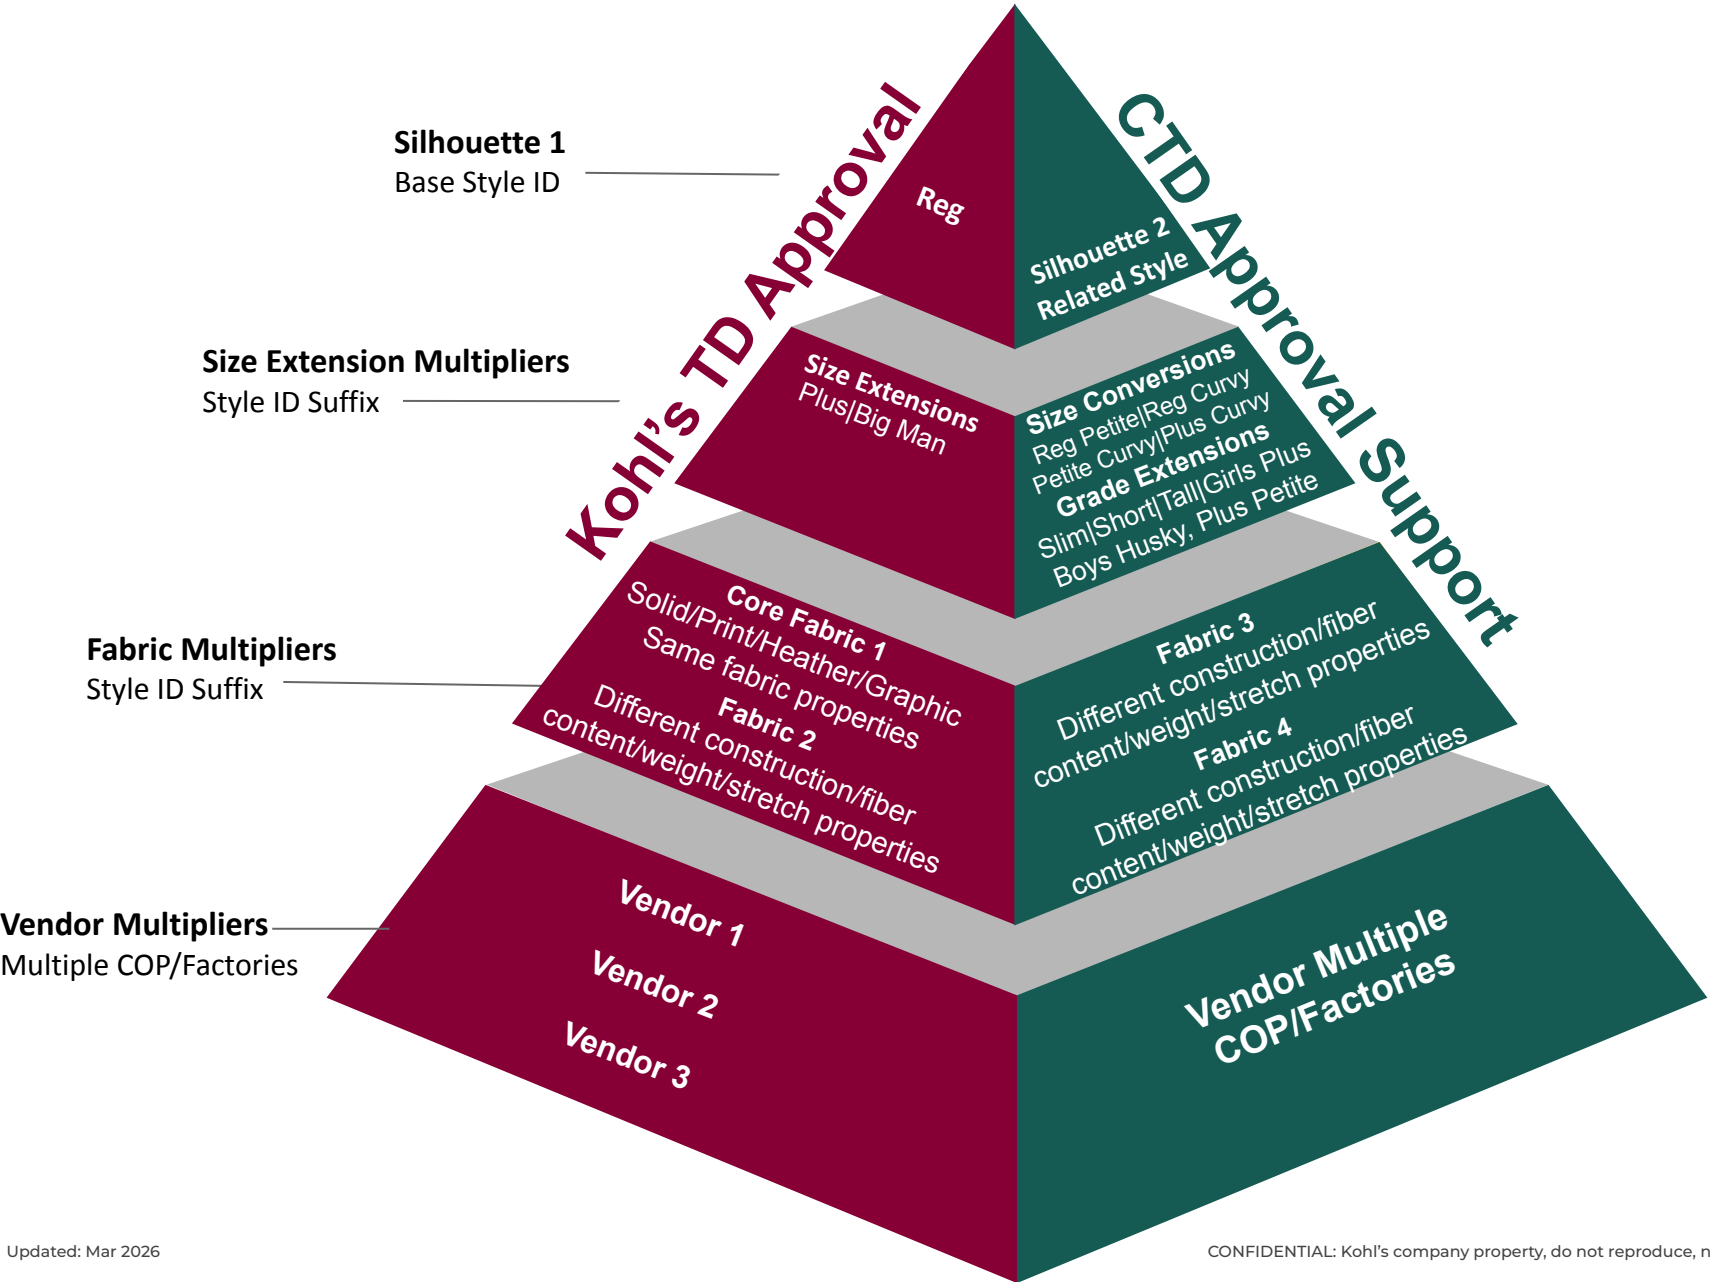 Kohl's TD Approval
CTD Approval Support
Silhouette 1
Base Style ID
Reg
Silhouette 2
Related Style
Size Extension Multipliers
Style ID Suffix
Size Extensions
Plus|Big Man
Size Conversions
Reg Petite|Reg Curvy
Petite Curvy|Plus Curvy
Grade Extensions
Slim|Short|Tall|Girls Plus
Boys Husky, Plus Petite
Fabric Multipliers
Style ID Suffix
Core Fabric 1
Solid/Print/Heather/Graphic
Same fabric properties
Fabric 2
Different construction/fiber
content/weight/stretch properties
Fabric 3
Different construction/fiber
content/weight/stretch properties
Fabric 4
Different construction/fiber
content/weight/stretch properties
Vendor Multipliers
Multiple COP/Factories
Vendor 1
Vendor 2
Vendor 3
Vendor Multiple
COP/Factories
Updated: Mar 2026
CONFIDENTIAL: Kohl's company property, do not reproduce, n